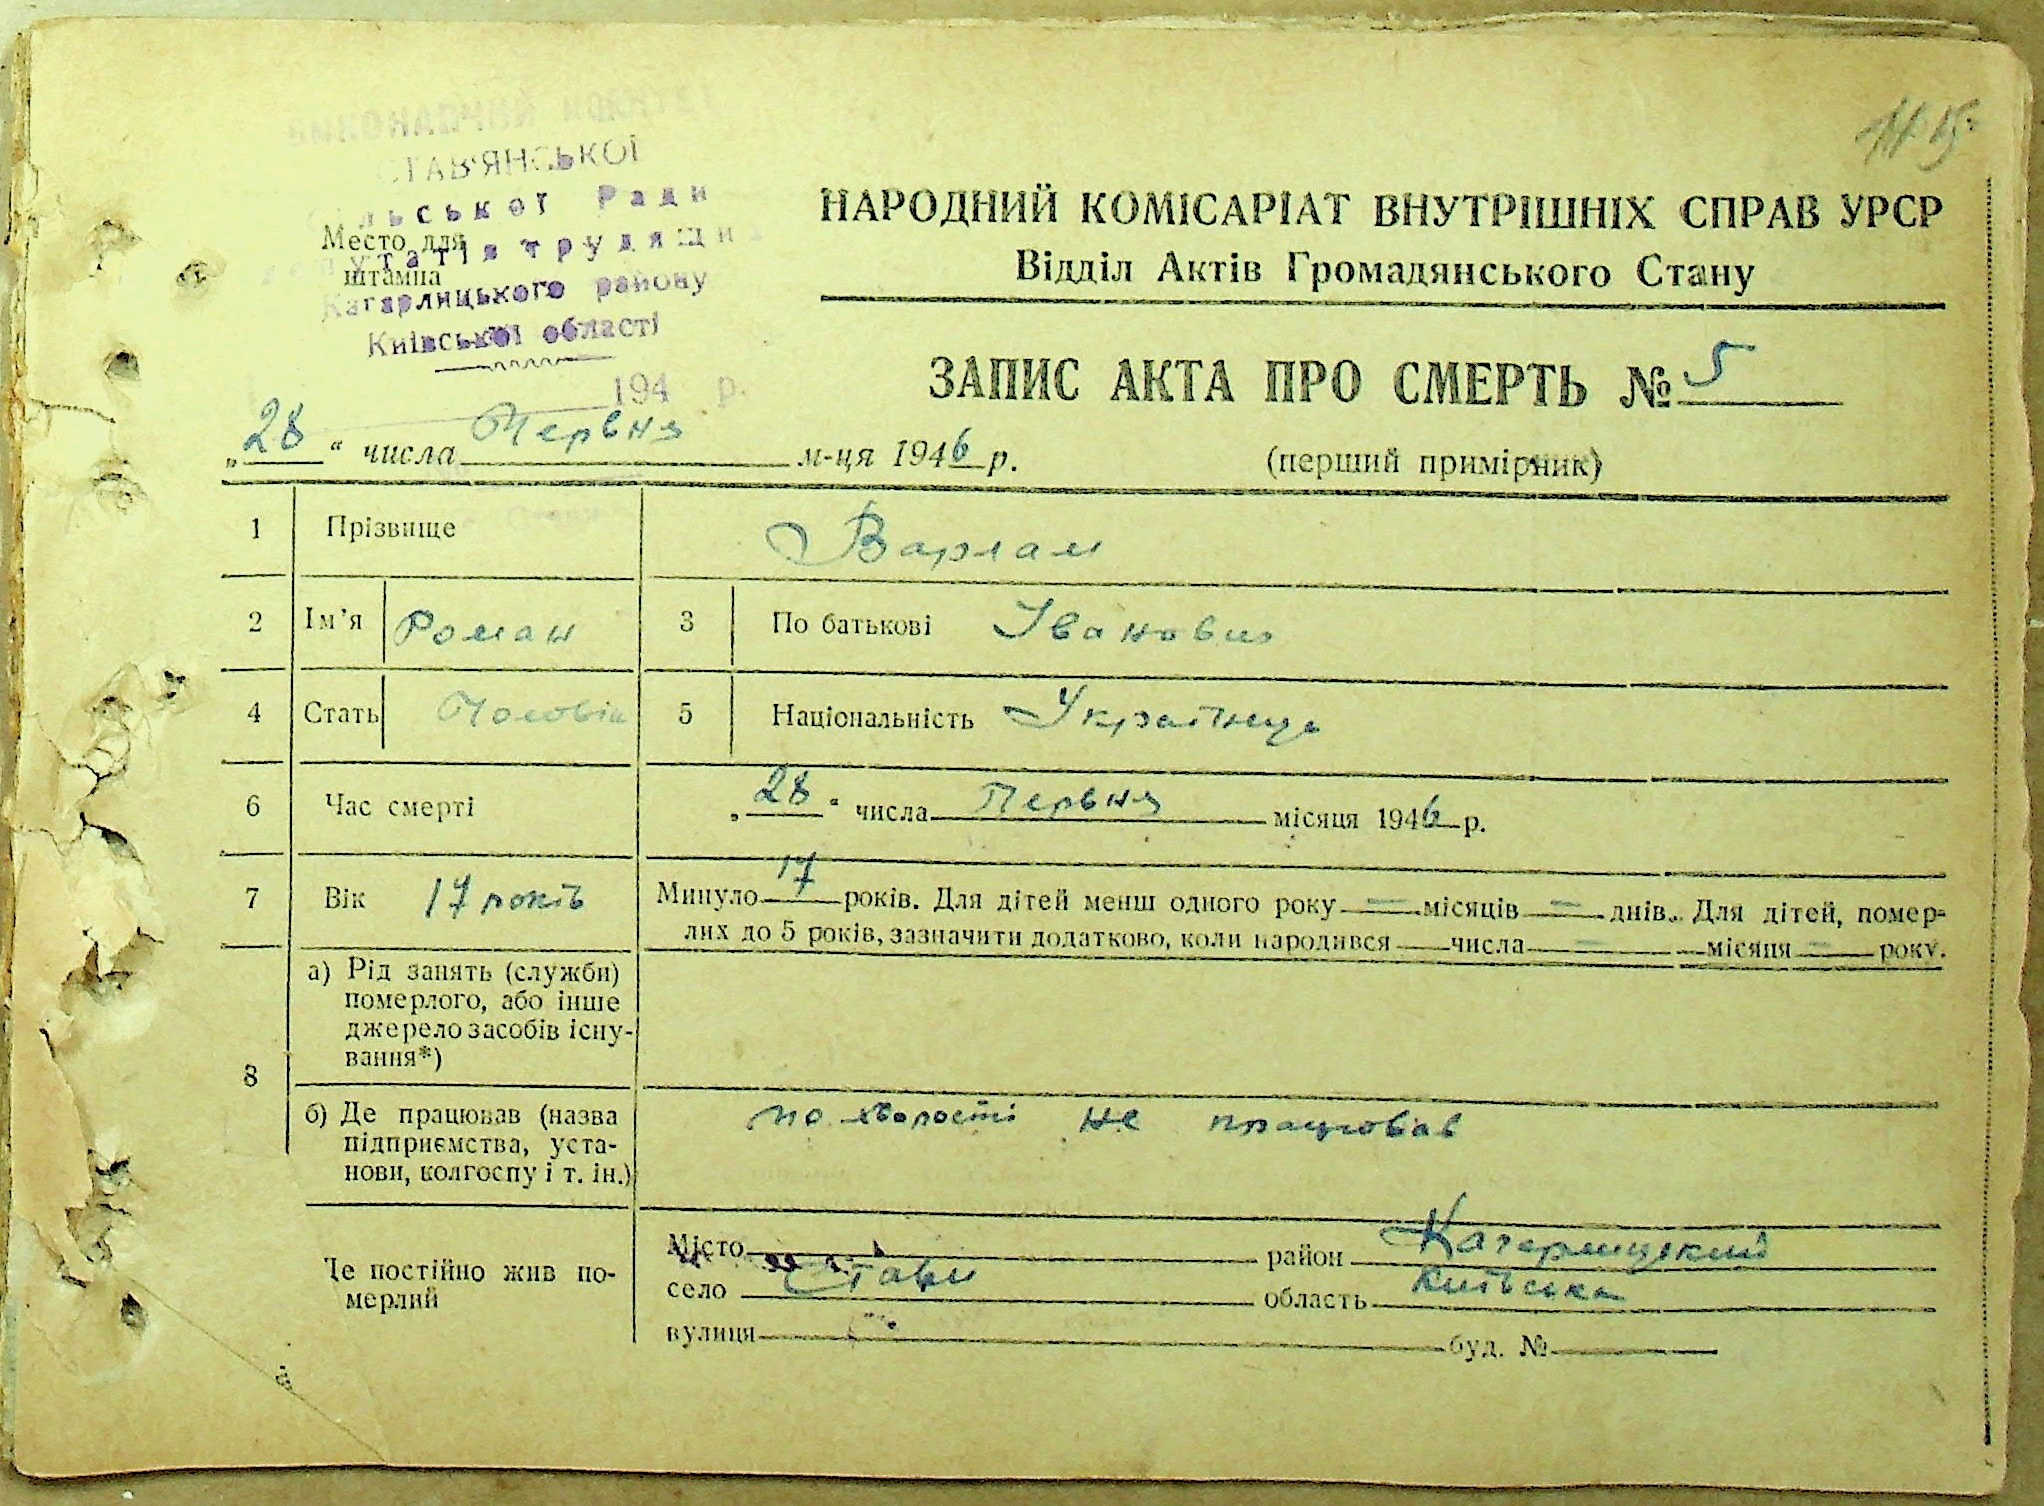 ВИКОНАВЧИЙ КОМІТЕТ
СТАВ'ЯНСЬКОЇ
сільської Ради
депутатів трудящих
Кагарлицького району
Київської області
194 р.
Место для
штампа
НАРОДНИЙ КОМІСАРІАТ ВНУТРІШНІХ СПРАВ УРСР
Відділ Актів Громадянського Стану
ЗАПИС АКТА ПРО СМЕРТЬ № 5
„28“ числа Червня м-ця 1946 р. (перший примірник)
1 Прізвище Варлам
2 Ім'я Роман 3 По батькові Іванович
4 Стать Чоловік 5 Національність Українець
6 Час смерті „28“ числа Червня місяця 1946 р.
7 Вік 17 років Минуло 17 років. Для дітей менш одного року — місяців — днів. Для дітей, помер-
лих до 5 років, зазначити додатково, коли народився — числа — місяця — року.
8 а) Рід занять (служби)
померлого, або інше
джерело засобів існу-
вання*)
б) Де працював (назва
підприємства, уста-
нови, колгоспу і т. ін.)
по хворості не працював
Де постійно жив по-
мерлий
Місто район Кагарлицький
село Стави область Київська
вулиця буд. №